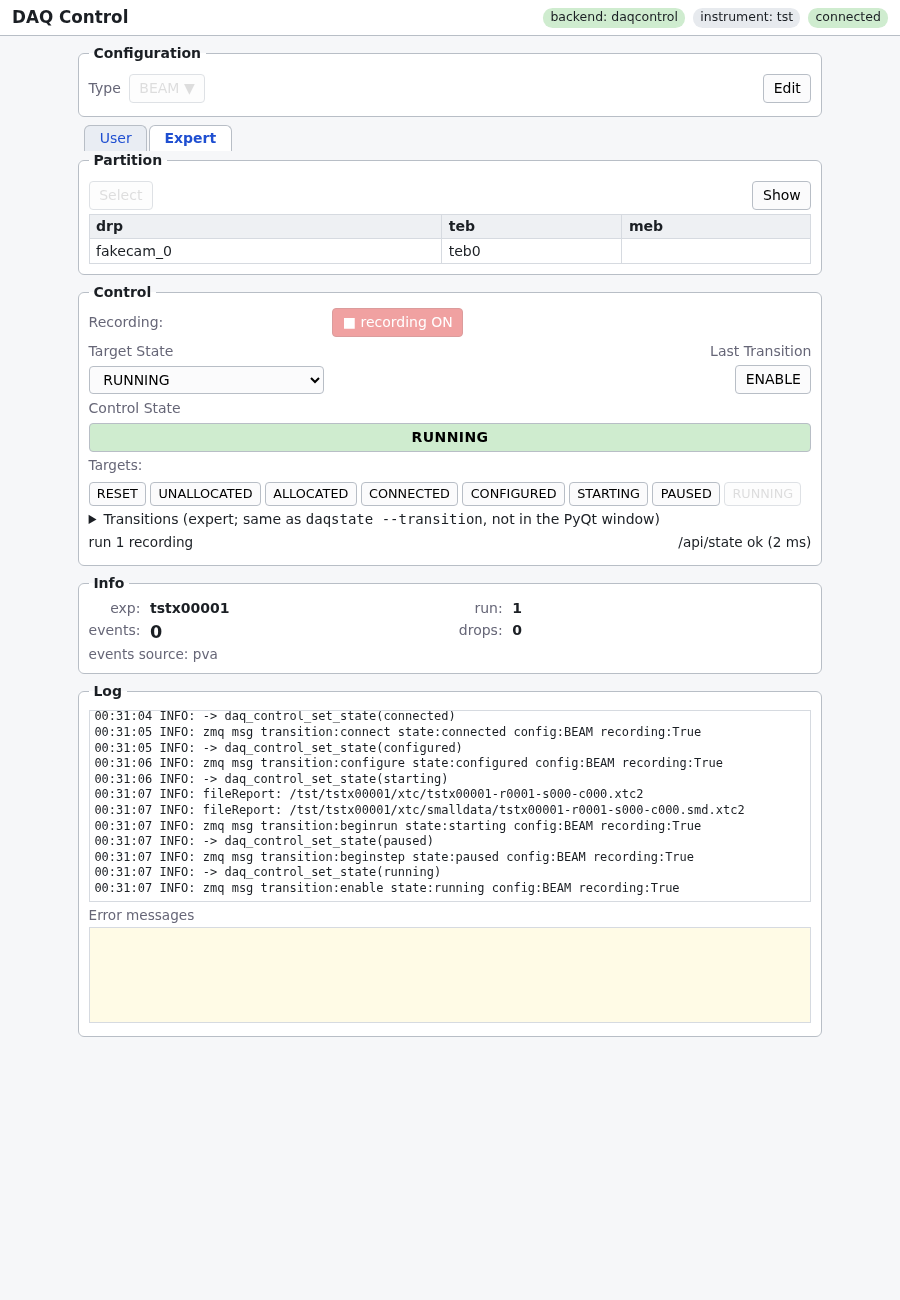 DAQ Control backend: daqcontrol instrument: tst connected
Configuration
Type BEAM ▼ Edit
User Expert
Partition
Select Show
drp teb meb
fakecam_0 teb0
Control
Recording: ■ recording ON
Target State Last Transition
RUNNING ENABLE
Control State
RUNNING
Targets:
RESET UNALLOCATED ALLOCATED CONNECTED CONFIGURED STARTING PAUSED RUNNING
▶ Transitions (expert; same as daqstate --transition, not in the PyQt window)
run 1 recording /api/state ok (2 ms)
Info
exp: tstx00001 run: 1
events: 0 drops: 0
events source: pva
Log
00:31:04 INFO: -> daq_control_set_state(connected)
00:31:05 INFO: zmq msg transition:connect state:connected config:BEAM recording:True
00:31:05 INFO: -> daq_control_set_state(configured)
00:31:06 INFO: zmq msg transition:configure state:configured config:BEAM recording:True
00:31:06 INFO: -> daq_control_set_state(starting)
00:31:07 INFO: fileReport: /tst/tstx00001/xtc/tstx00001-r0001-s000-c000.xtc2
00:31:07 INFO: fileReport: /tst/tstx00001/xtc/smalldata/tstx00001-r0001-s000-c000.smd.xtc2
00:31:07 INFO: zmq msg transition:beginrun state:starting config:BEAM recording:True
00:31:07 INFO: -> daq_control_set_state(paused)
00:31:07 INFO: zmq msg transition:beginstep state:paused config:BEAM recording:True
00:31:07 INFO: -> daq_control_set_state(running)
00:31:07 INFO: zmq msg transition:enable state:running config:BEAM recording:True
Error messages